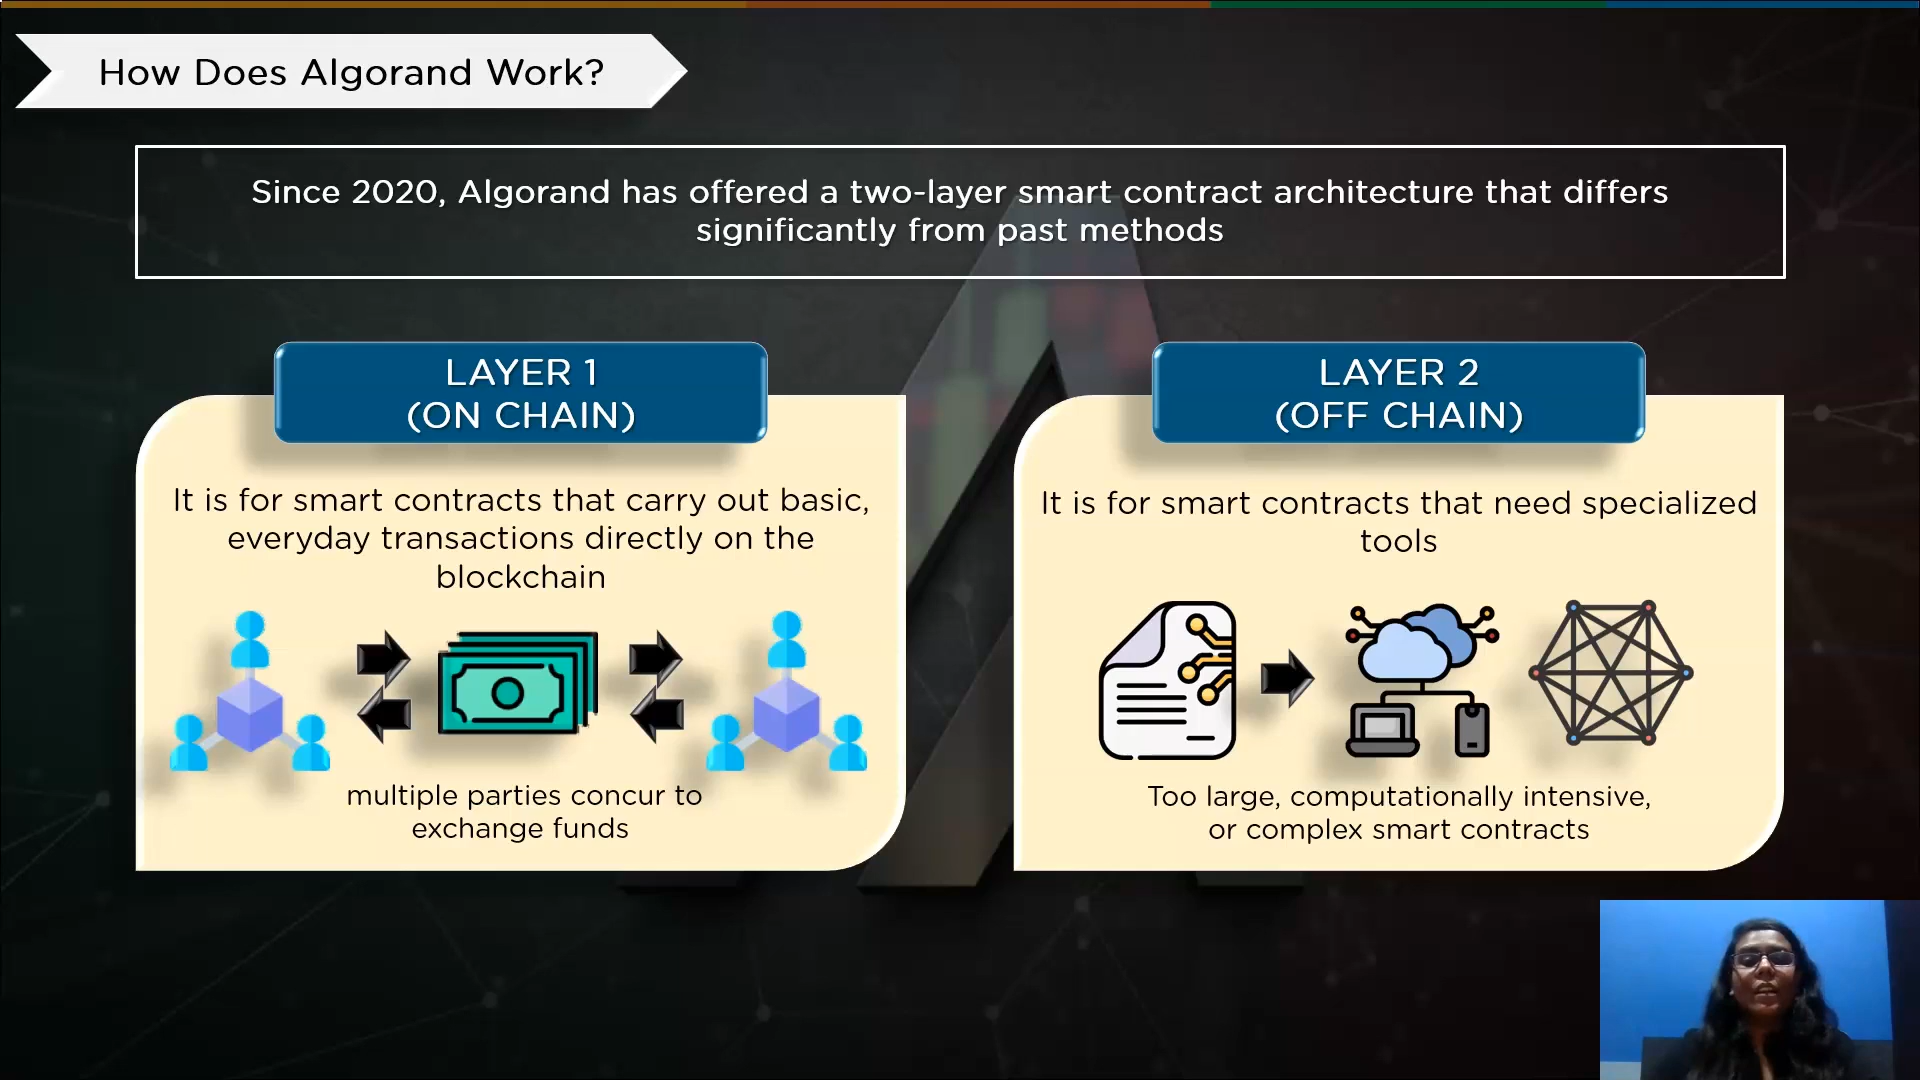 How Does Algorand Work?
Since 2020, Algorand has offered a two-layer smart contract architecture that differs
significantly from past methods
LAYER 1
(ON CHAIN)
It is for smart contracts that carry out basic,
everyday transactions directly on the
blockchain
multiple parties concur to
exchange funds
LAYER 2
(OFF CHAIN)
It is for smart contracts that need specialized
tools
Too large, computationally intensive,
or complex smart contracts